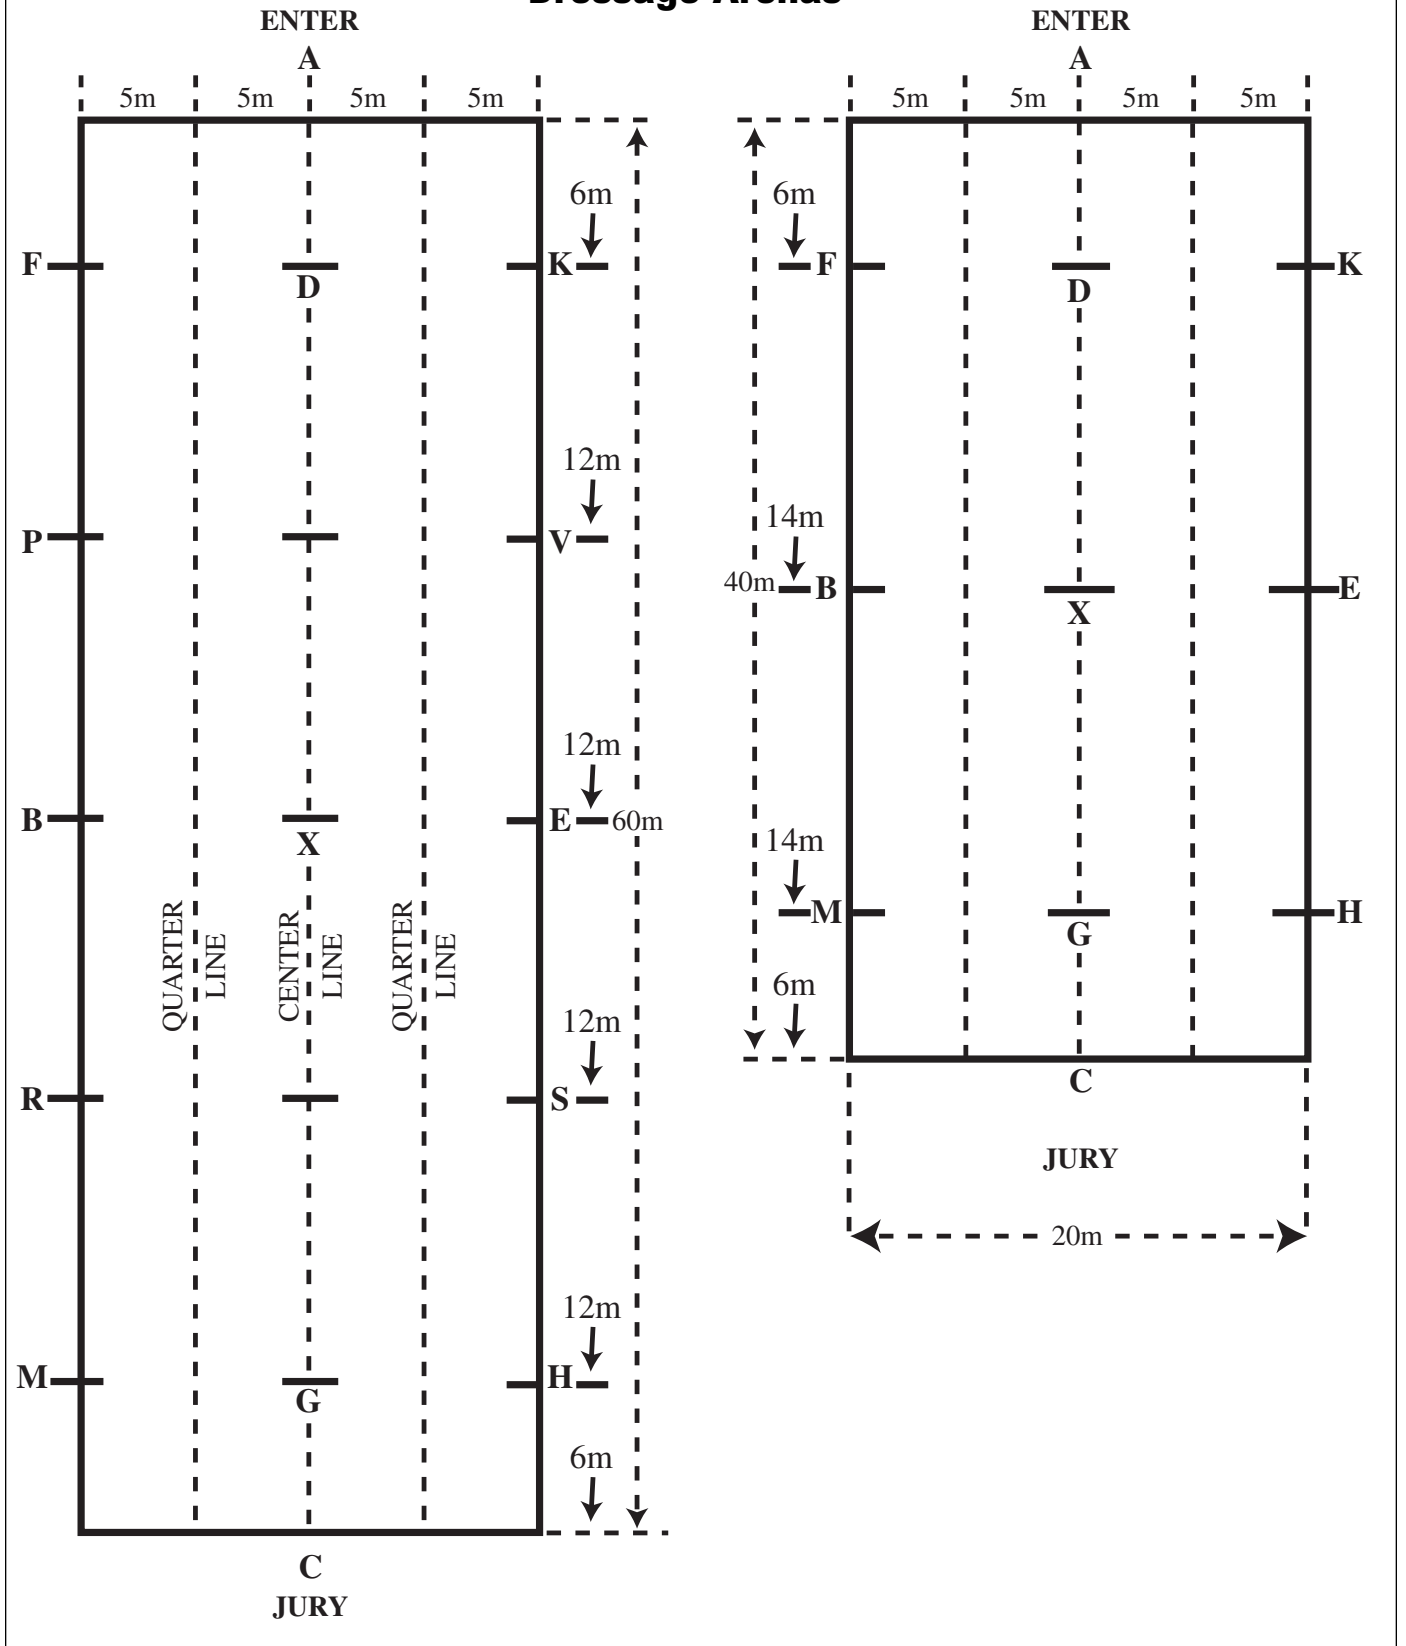 Dressage Arenas
ENTER
A
5m 5m 5m 5m
6m
F D K
12m
P V
12m
B X E 60m
QUARTER LINE CENTER LINE QUARTER LINE
12m
R S
12m
M G H
6m
C
JURY
ENTER
A
5m 5m 5m 5m
6m
F D K
14m
40m B X E
14m
M G H
6m
C
JURY
20m